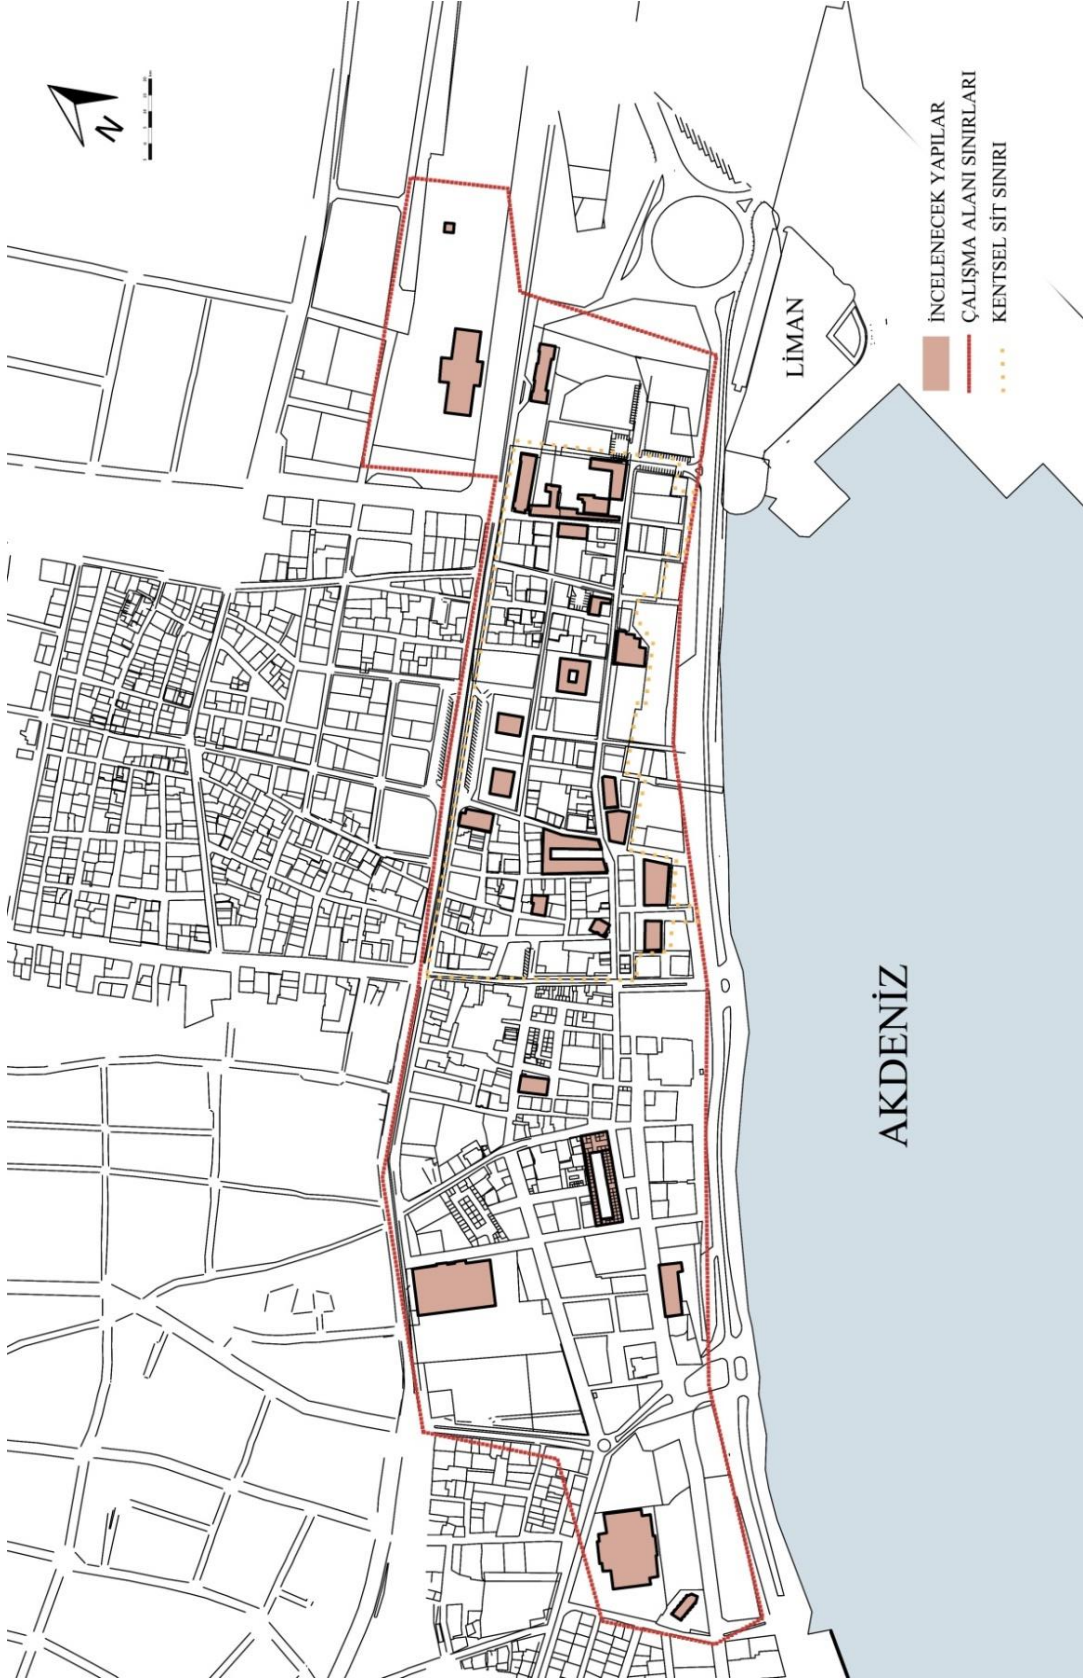 N
İNCELENECEK YAPILAR
ÇALIŞMA ALANI SINIRLARI
KENTSEL SİT SINIRI
LİMAN
AKDENİZ